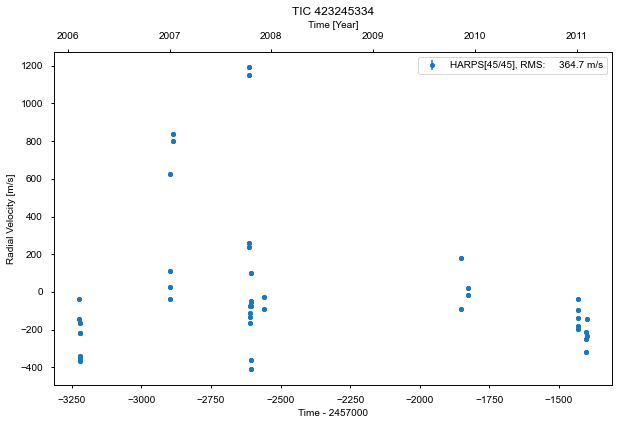 TIC 423245334
Time [Year]
2006 2007 2008 2009 2010 2011
HARPS[45/45], RMS: 364.7 m/s
1200
1000
800
600
400
200
0
−200
−400
Radial Velocity [m/s]
−3250 −3000 −2750 −2500 −2250 −2000 −1750 −1500
Time - 2457000